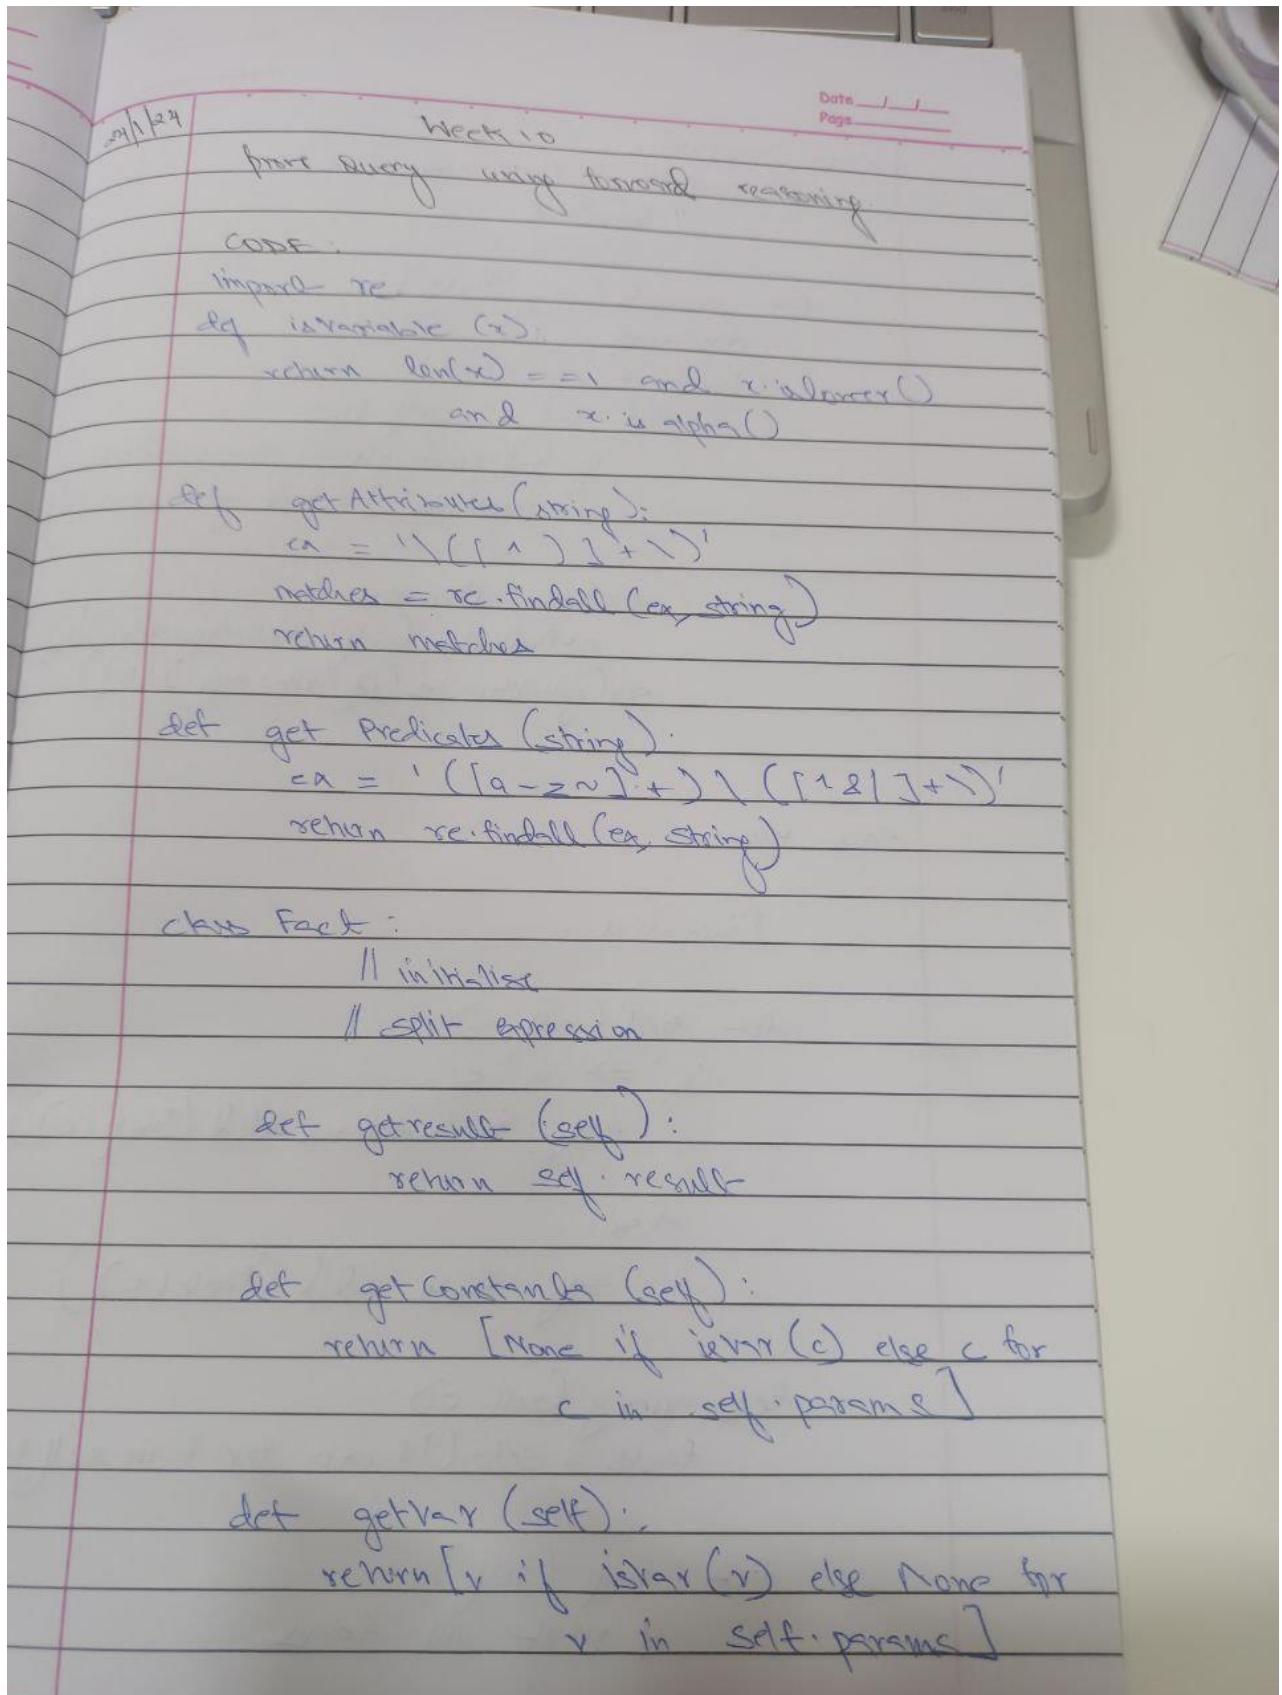 Date
Page
24/1/24
Week 10
prove query using forward reasoning
CODE:
import re
def isVariable (x):
return len(x) == 1 and x.islower()
and x.isalpha()
def getAttributes (string):
ex = '\([^)]+\)'
matches = re.findall (ex, string)
return matches
def get Predicates (string):
ex = '([a-z~]+)\([^&|]+\)'
return re.findall (ex, string)
class Fact:
// initialise
// split expression
def getresult (self):
return self.result
def getConstants (self):
return [None if isvar(c) else c for
c in self.params]
def getvar (self):
return [v if isvar(v) else None for
v in self.params]